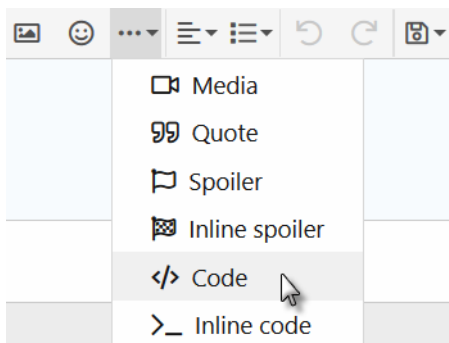 Media
Quote
Spoiler
Inline spoiler
Code
Inline code